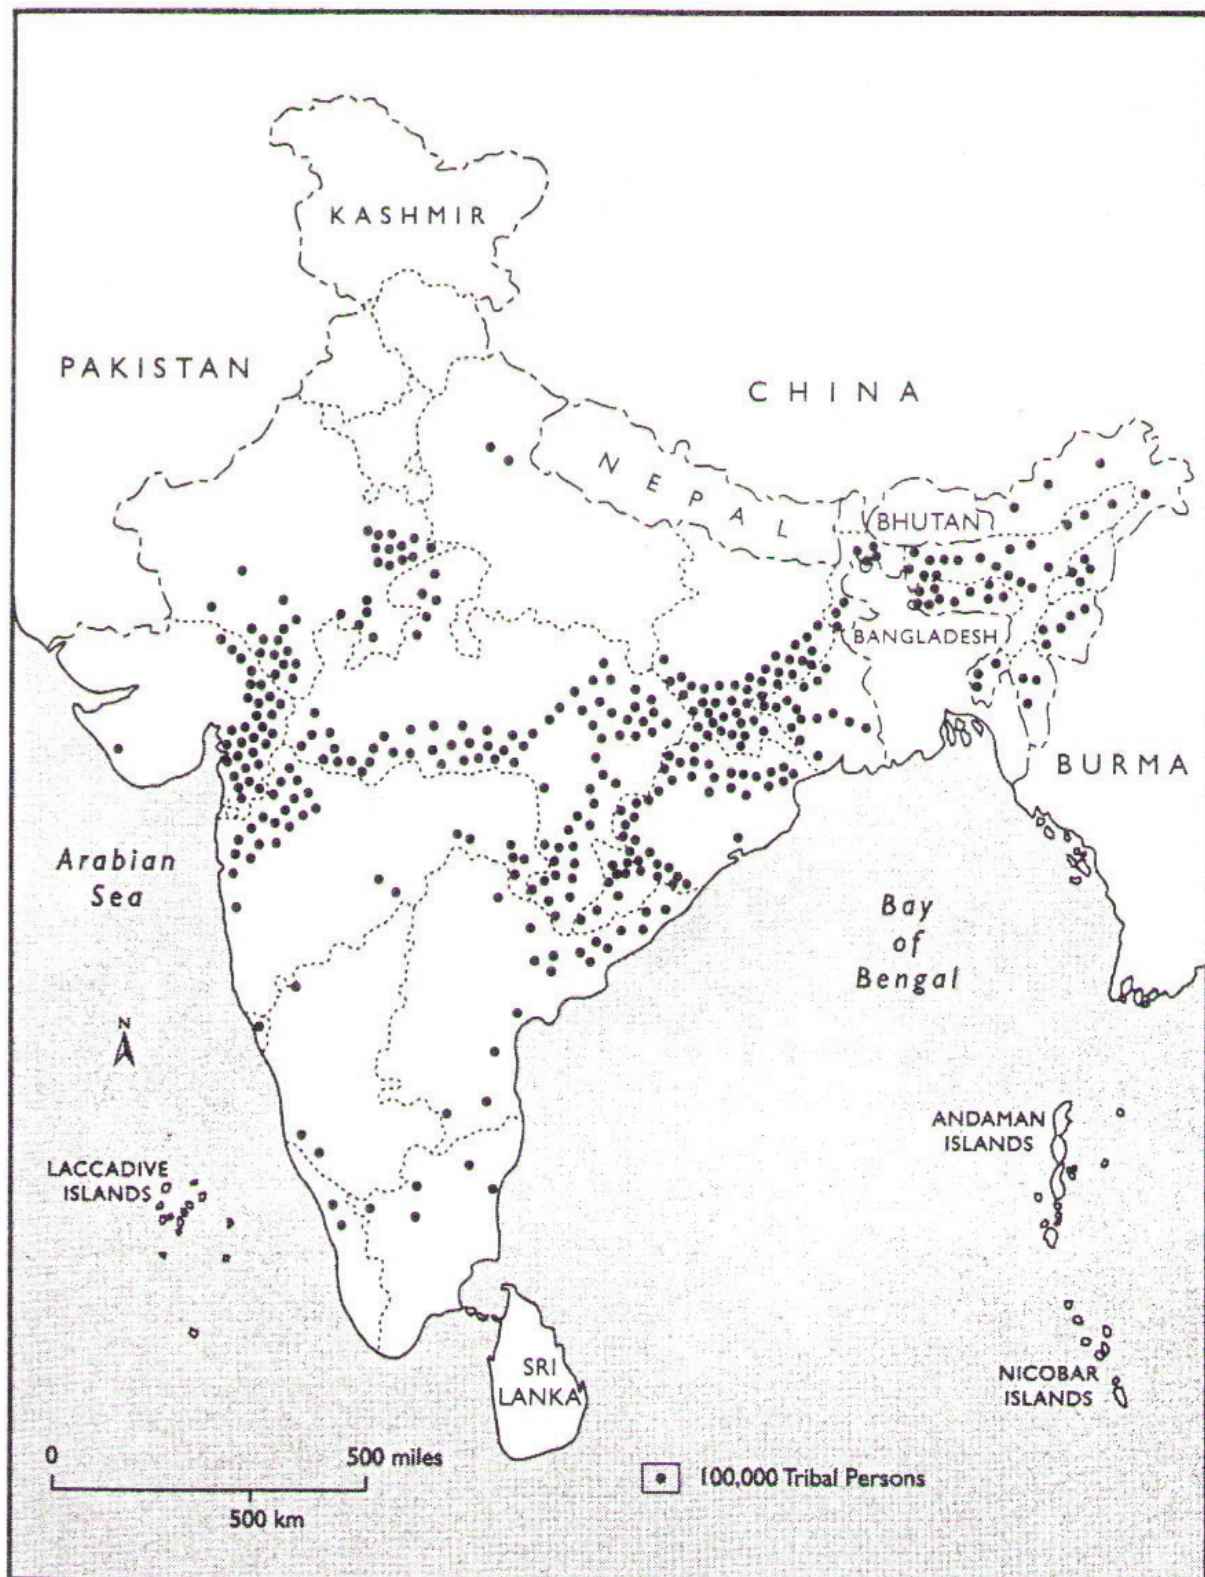 KASHMIR
PAKISTAN
CHINA
NEPAL
BHUTAN
BANGLADESH
BURMA
Arabian
Sea
Bay
of
Bengal
N
ANDAMAN
ISLANDS
LACCADIVE
ISLANDS
SRI
LANKA
NICOBAR
ISLANDS
0
500 miles
500 km
100,000 Tribal Persons